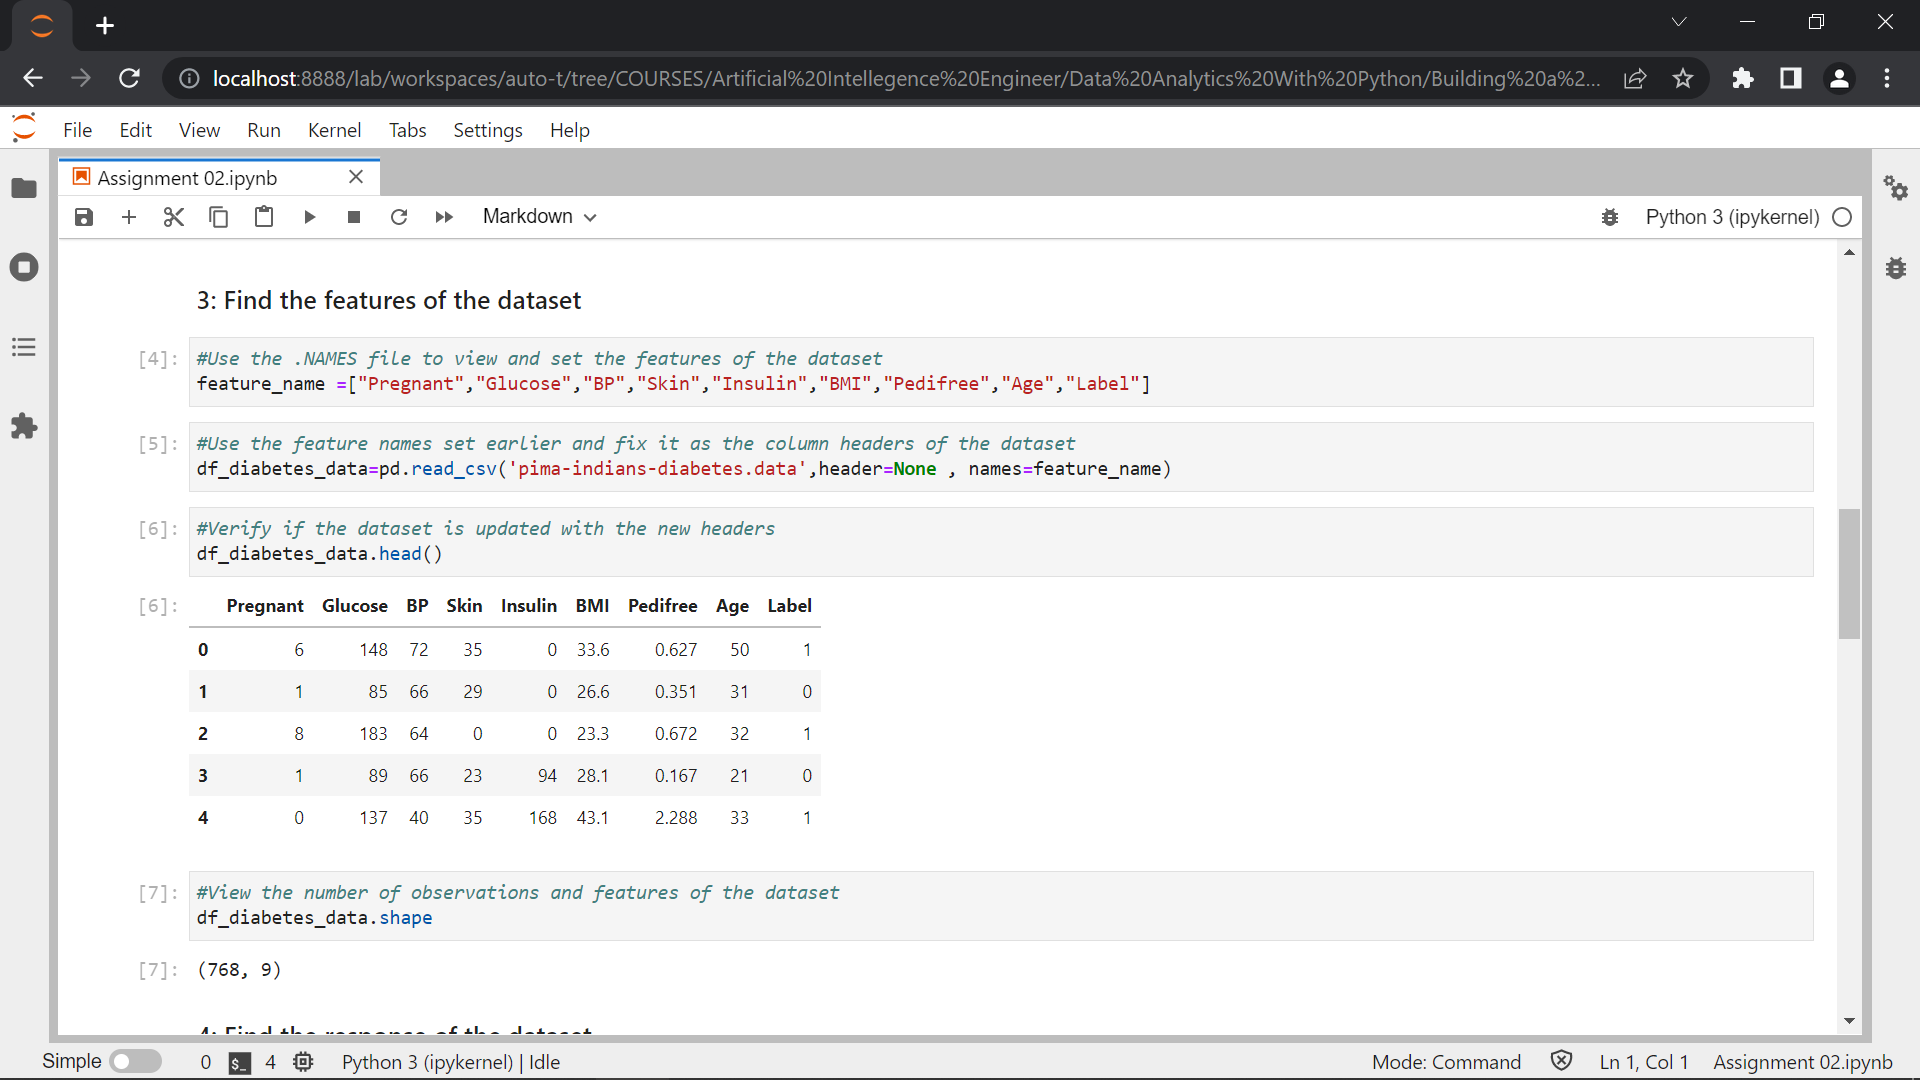 localhost:8888/lab/workspaces/auto-t/tree/COURSES/Artificial%20Intellegence%20Engineer/Data%20Analytics%20With%20Python/Building%20a%2...
File Edit View Run Kernel Tabs Settings Help
Assignment 02.ipynb
Markdown Python 3 (ipykernel)
3: Find the features of the dataset
[4]: #Use the .NAMES file to view and set the features of the dataset
feature_name =["Pregnant","Glucose","BP","Skin","Insulin","BMI","Pedifree","Age","Label"]
[5]: #Use the feature names set earlier and fix it as the column headers of the dataset
df_diabetes_data=pd.read_csv('pima-indians-diabetes.data',header=None , names=feature_name)
[6]: #Verify if the dataset is updated with the new headers
df_diabetes_data.head()
[6]: Pregnant Glucose BP Skin Insulin BMI Pedifree Age Label
0 6 148 72 35 0 33.6 0.627 50 1
1 1 85 66 29 0 26.6 0.351 31 0
2 8 183 64 0 0 23.3 0.672 32 1
3 1 89 66 23 94 28.1 0.167 21 0
4 0 137 40 35 168 43.1 2.288 33 1
[7]: #View the number of observations and features of the dataset
df_diabetes_data.shape
[7]: (768, 9)
4: Find the response of the dataset
Simple 0 $_ 4 Python 3 (ipykernel) | Idle Mode: Command Ln 1, Col 1 Assignment 02.ipynb